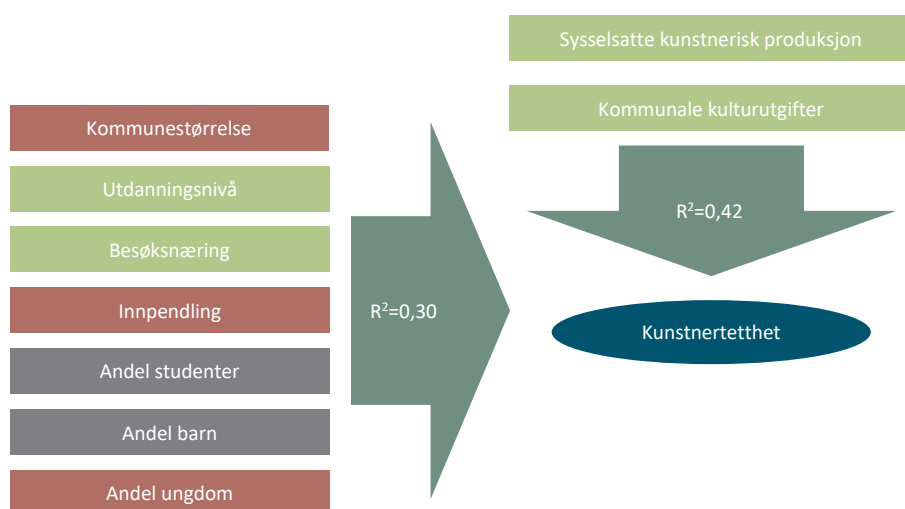 Sysselsatte kunstnerisk produksjon
Kommunale kulturutgifter
Kommunestørrelse
Utdanningsnivå
Besøksnæring
Innpendling
Andel studenter
Andel barn
Andel ungdom
R²=0,30
R²=0,42
Kunstnertetthet